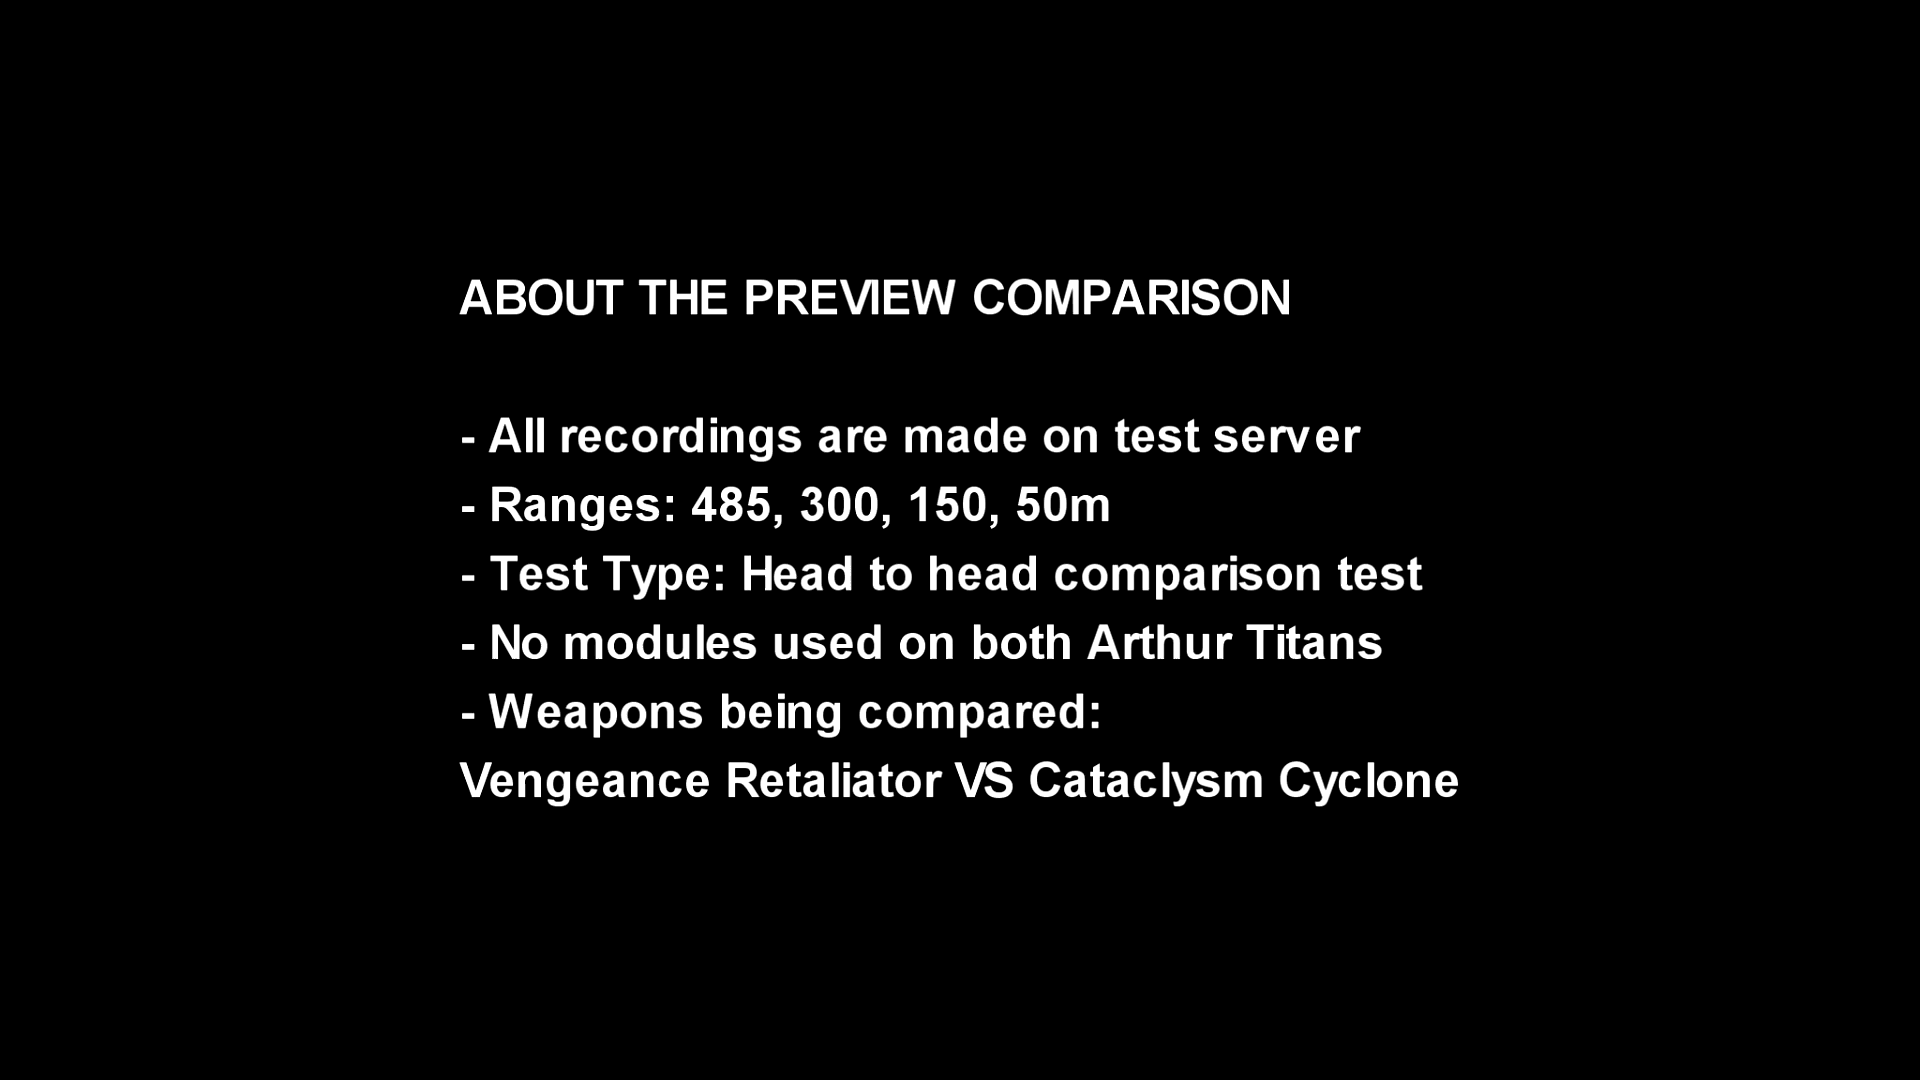 ABOUT THE PREVIEW COMPARISON
- All recordings are made on test server
- Ranges: 485, 300, 150, 50m
- Test Type: Head to head comparison test
- No modules used on both Arthur Titans
- Weapons being compared:
Vengeance Retaliator VS Cataclysm Cyclone